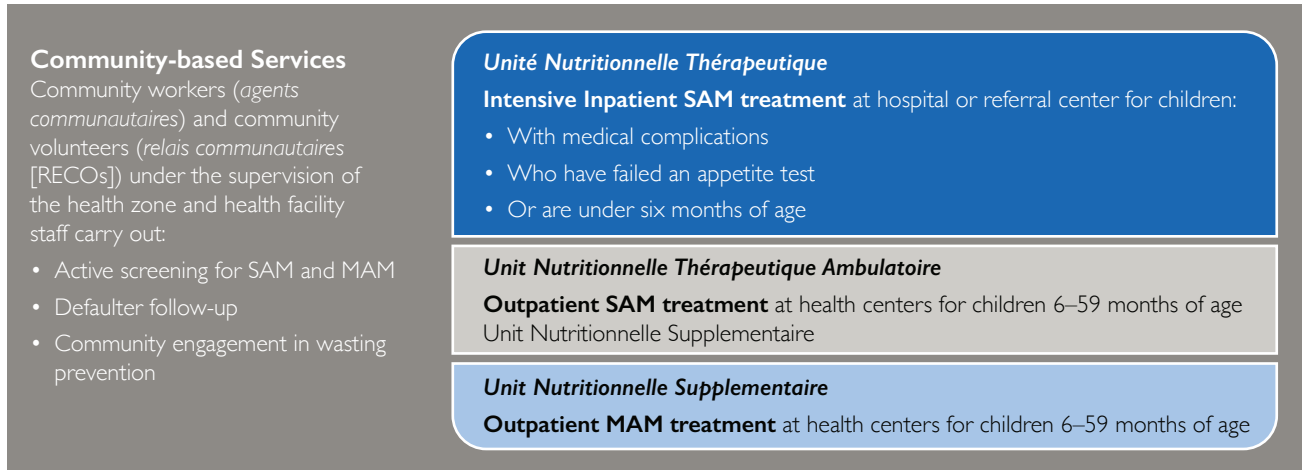 Community-based Services
Community workers (agents
communautaires) and community
volunteers (relais communautaires
[RECOs]) under the supervision of
the health zone and health facility
staff carry out:
• Active screening for SAM and MAM
• Defaulter follow-up
• Community engagement in wasting
prevention
Unité Nutritionnelle Thérapeutique
Intensive Inpatient SAM treatment at hospital or referral center for children:
• With medical complications
• Who have failed an appetite test
• Or are under six months of age
Unit Nutritionnelle Thérapeutique Ambulatoire
Outpatient SAM treatment at health centers for children 6–59 months of age
Unit Nutritionnelle Supplementaire
Unit Nutritionnelle Supplementaire
Outpatient MAM treatment at health centers for children 6–59 months of age